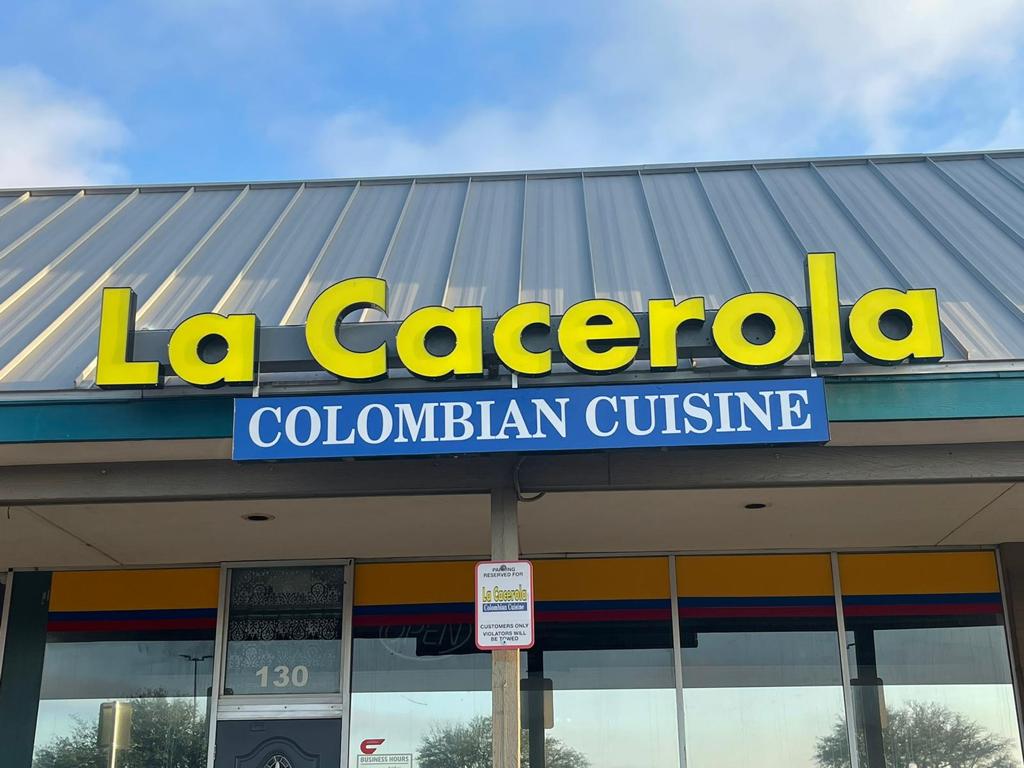 La Cacerola
COLOMBIAN CUISINE
PARKING
RESERVED FOR
La Cacerola
Colombian Cuisine
CUSTOMERS ONLY
VIOLATORS WILL
BE TOWED
OPEN
130
BUSINESS HOURS